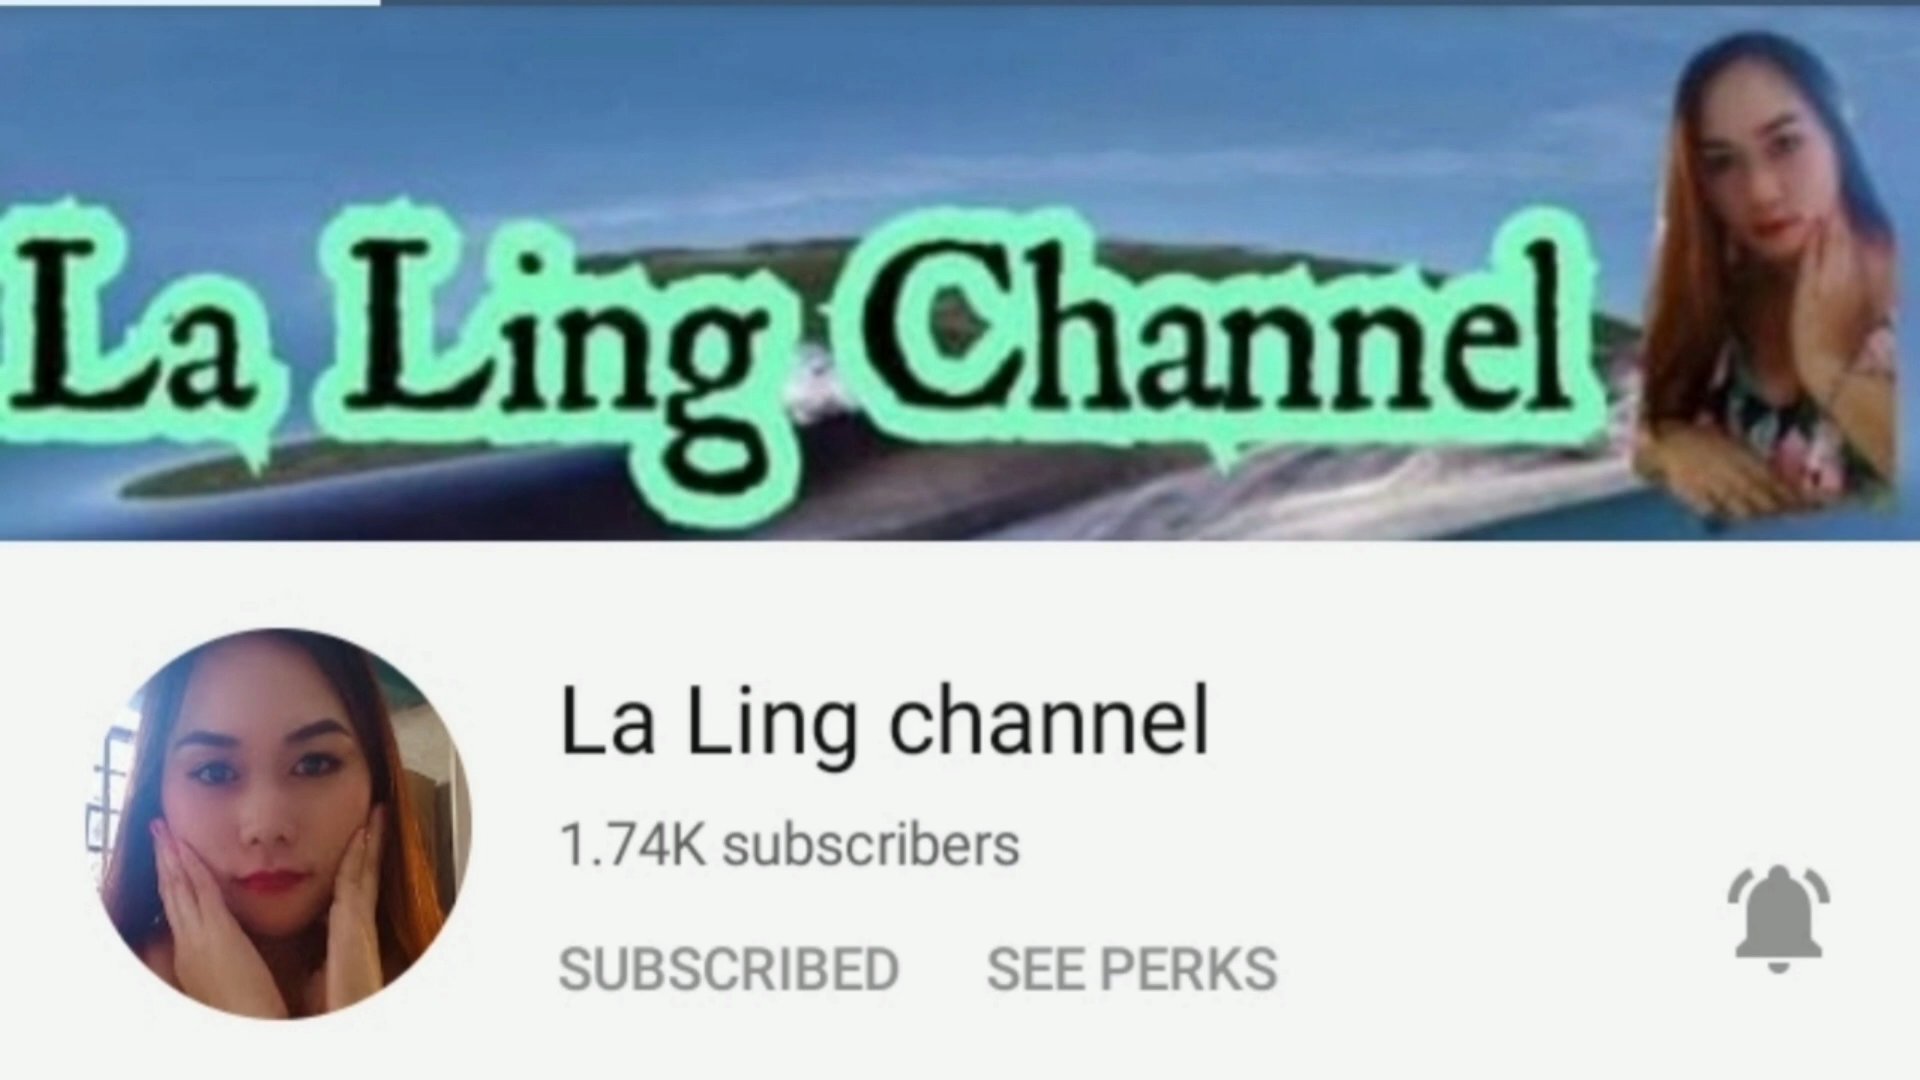 La Ling Channel
La Ling channel
1.74K subscribers
SUBSCRIBED SEE PERKS